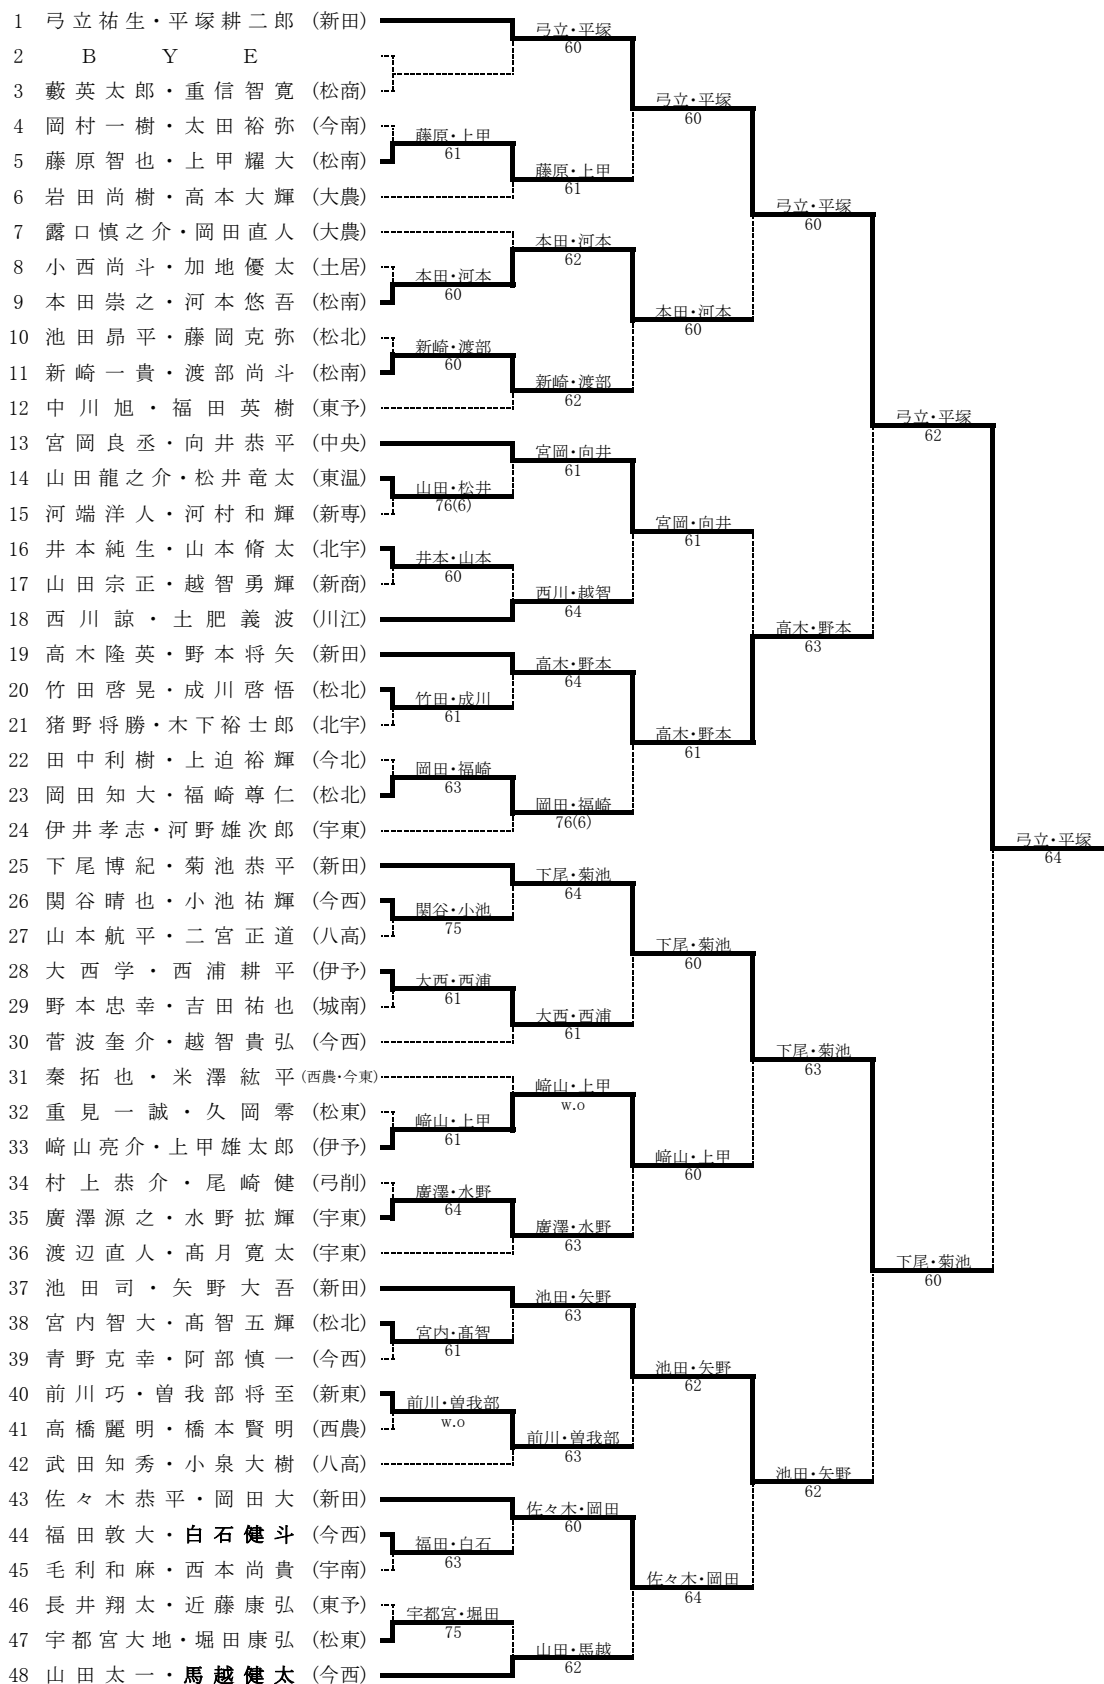 1 弓立祐生・平塚耕二郎 (新田)
2 BYE
3 藪英太郎・重信智寛 (松商)
4 岡村一樹・太田裕弥 (今南)
5 藤原智也・上甲耀大 (松南)
6 岩田尚樹・高本大輝 (大農)
7 露口慎之介・岡田直人 (大農)
8 小西尚斗・加地優太 (土居)
9 本田崇之・河本悠吾 (松南)
10 池田昴平・藤岡克弥 (松北)
11 新崎一貴・渡部尚斗 (松南)
12 中川旭・福田英樹 (東予)
13 宮岡良丞・向井恭平 (中央)
14 山田龍之介・松井竜太 (東温)
15 河端洋人・河村和輝 (新専)
16 井本純生・山本脩太 (北宇)
17 山田宗正・越智勇輝 (新商)
18 西川諒・土肥義波 (川江)
19 高木隆英・野本将矢 (新田)
20 竹田啓晃・成川啓悟 (松北)
21 猪野将勝・木下裕士郎 (北宇)
22 田中利樹・上迫裕輝 (今北)
23 岡田知大・福崎尊仁 (松北)
24 伊井孝志・河野雄次郎 (宇東)
25 下尾博紀・菊池恭平 (新田)
26 関谷晴也・小池祐輝 (今西)
27 山本航平・二宮正道 (八高)
28 大西学・西浦耕平 (伊予)
29 野本忠幸・吉田祐也 (城南)
30 菅波奎介・越智貴弘 (今西)
31 秦拓也・米澤紘平 (西農・今東)
32 重見一誠・久岡零 (松東)
33 﨑山亮介・上甲雄太郎 (伊予)
34 村上恭介・尾崎健 (弓削)
35 廣澤源之・水野拡輝 (宇東)
36 渡辺直人・髙月寛太 (宇東)
37 池田司・矢野大吾 (新田)
38 宮内智大・髙智五輝 (松北)
39 青野克幸・阿部慎一 (今西)
40 前川巧・曽我部将至 (新東)
41 高橋麗明・橋本賢明 (西農)
42 武田知秀・小泉大樹 (八高)
43 佐々木恭平・岡田大 (新田)
44 福田敦大・白石健斗 (今西)
45 毛利和麻・西本尚貴 (宇南)
46 長井翔太・近藤康弘 (東予)
47 宇都宮大地・堀田康弘 (松東)
48 山田太一・馬越健太 (今西)
藤原・上甲
61
本田・河本
60
新崎・渡部
60
山田・松井
76(6)
井本・山本
60
竹田・成川
61
岡田・福崎
63
関谷・小池
75
大西・西浦
61
﨑山・上甲
61
廣澤・水野
64
宮内・髙智
61
前川・曽我部
w.o
福田・白石
63
宇都宮・堀田
75
弓立・平塚
60
藤原・上甲
61
本田・河本
62
新崎・渡部
62
宮岡・向井
61
西川・越智
64
高木・野本
64
岡田・福崎
76(6)
下尾・菊池
64
大西・西浦
61
﨑山・上甲
w.o
廣澤・水野
63
池田・矢野
63
前川・曽我部
63
佐々木・岡田
60
山田・馬越
62
弓立・平塚
60
本田・河本
60
宮岡・向井
61
高木・野本
61
下尾・菊池
60
﨑山・上甲
60
池田・矢野
62
佐々木・岡田
64
弓立・平塚
60
高木・野本
63
下尾・菊池
63
池田・矢野
62
弓立・平塚
62
下尾・菊池
60
弓立・平塚
64